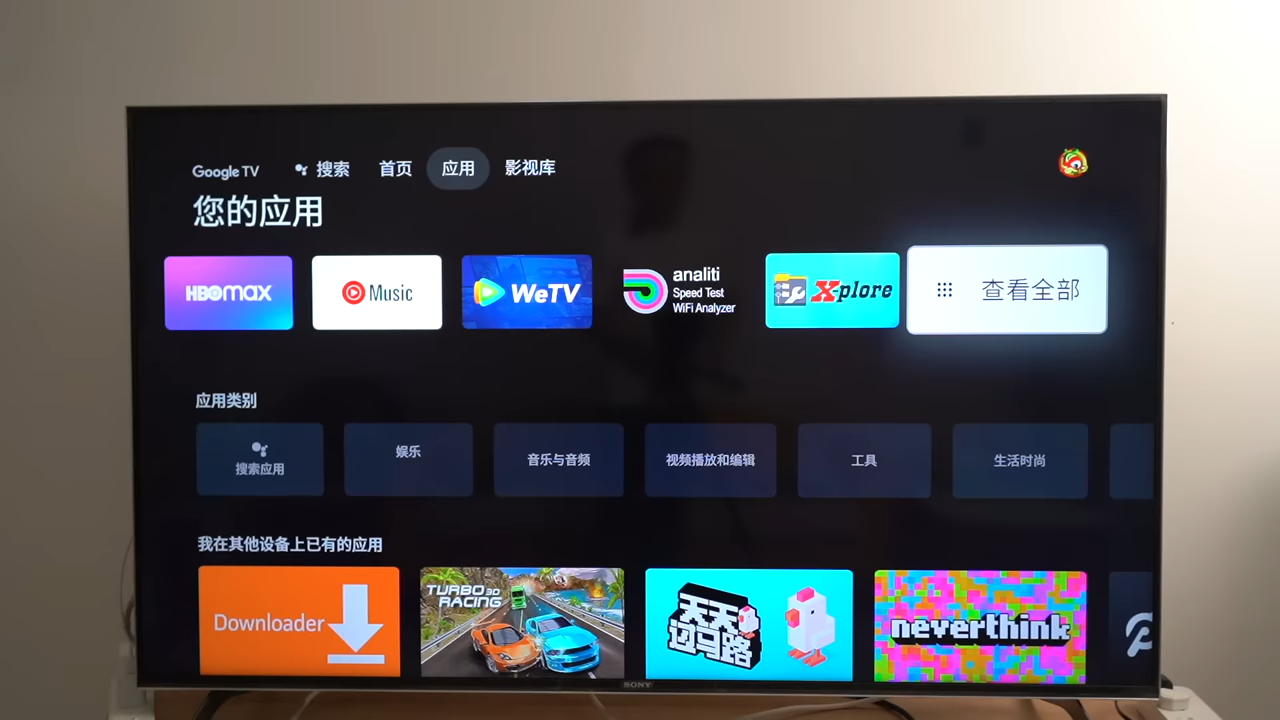 Google TV 搜索 首页 应用 影视库
您的应用
HBOMAX
Music
WeTV
analiti
Speed Test
WiFi Analyzer
X-plore
查看全部
应用类别
搜索应用
娱乐
音乐与音频
视频播放和编辑
工具
生活时尚
我在其他设备上已有的应用
Downloader
TURBO 3D
RACING
天天
过马路
neverthink
SONY